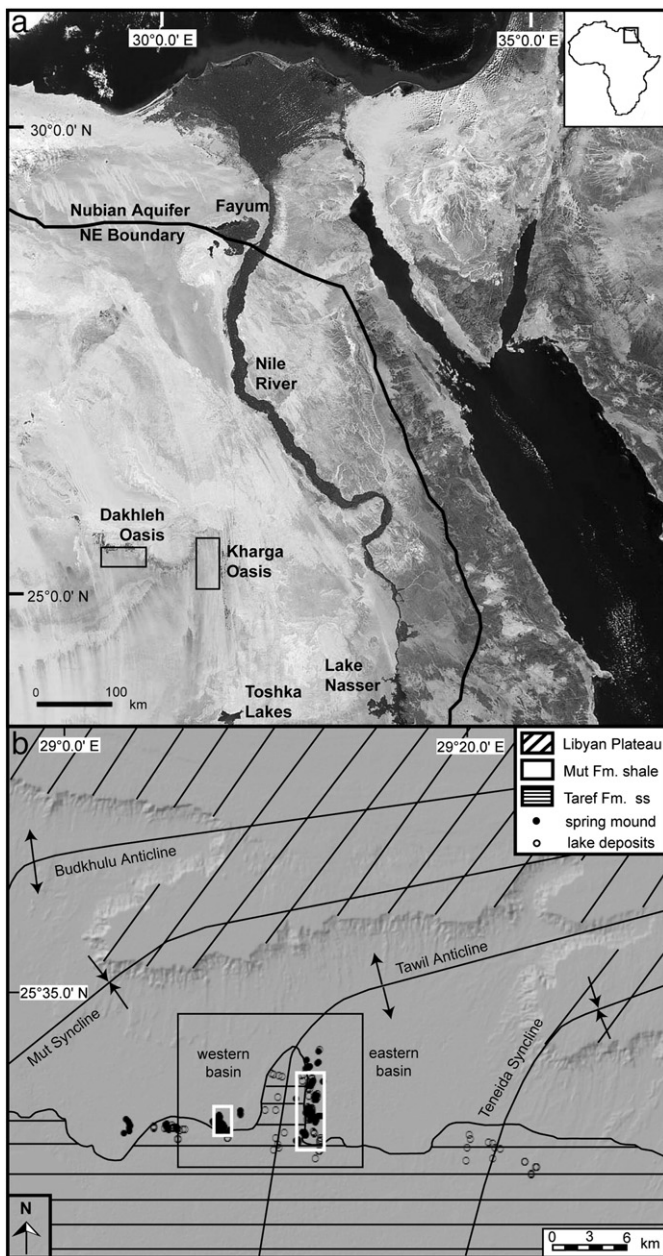 a
30°0.0' E
35°0.0' E
30°0.0' N
Nubian Aquifer
NE Boundary
Fayum
Nile
River
Dakhleh
Oasis
Kharga
Oasis
25°0.0' N
0 100
km
Toshka
Lakes
Lake
Nasser
b
29°0.0' E
29°20.0' E
Libyan Plateau
Mut Fm. shale
Taref Fm. ss
spring mound
lake deposits
Budkhulu Anticline
25°35.0' N
Mut Syncline
Tawil Anticline
western
basin
eastern
basin
Teneida Syncline
N
0 3 6
km